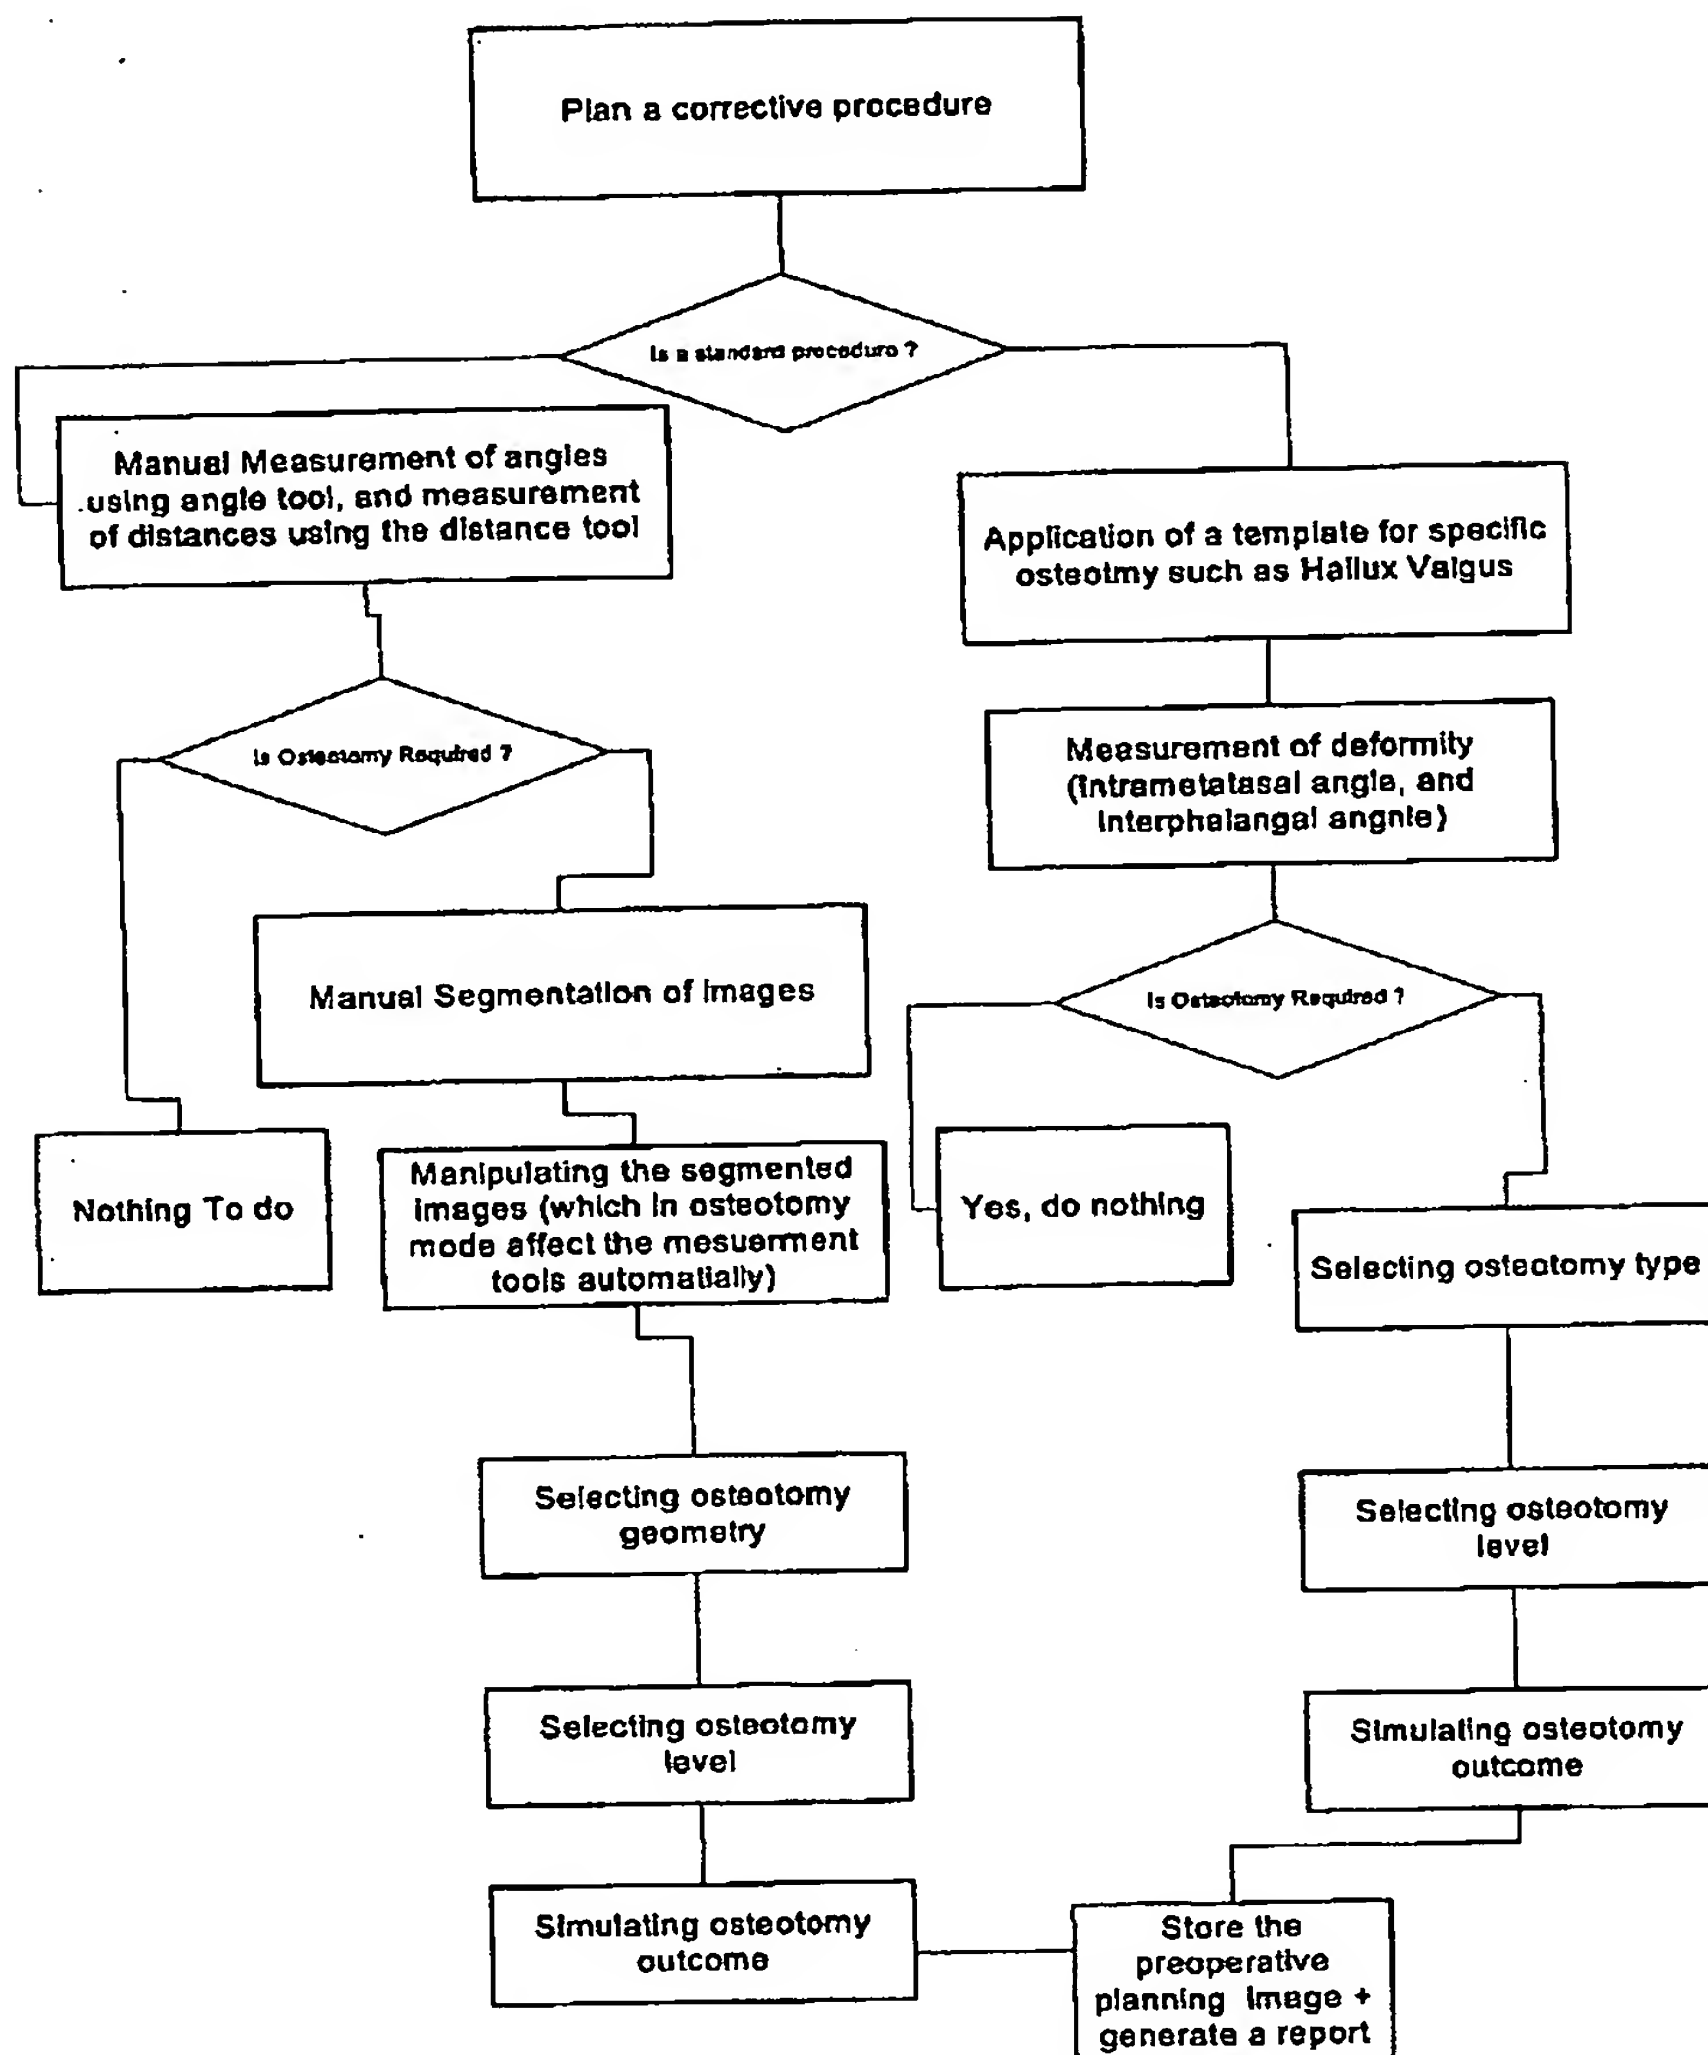 Plan a corrective procedure
Is a standard procedure ?
Manual Measurement of angles
using angle tool, and measurement
of distances using the distance tool
Application of a template for specific
osteotmy such as Hallux Valgus
Is Osteotomy Required ?
Measurement of deformity
(Intrametatasal angle, and
Interphalangal angnle)
Manual Segmentation of Images
Is Osteotomy Required ?
Nothing To do
Manipulating the segmented
images (which in osteotomy
mode affect the mesuerment
tools automatially)
Yes, do nothing
Selecting osteotomy type
Selecting osteotomy
geometry
Selecting osteotomy
level
Selecting osteotomy
level
Simulating osteotomy
outcome
Simulating osteotomy
outcome
Store the
preoperative
planning Image +
generate a report